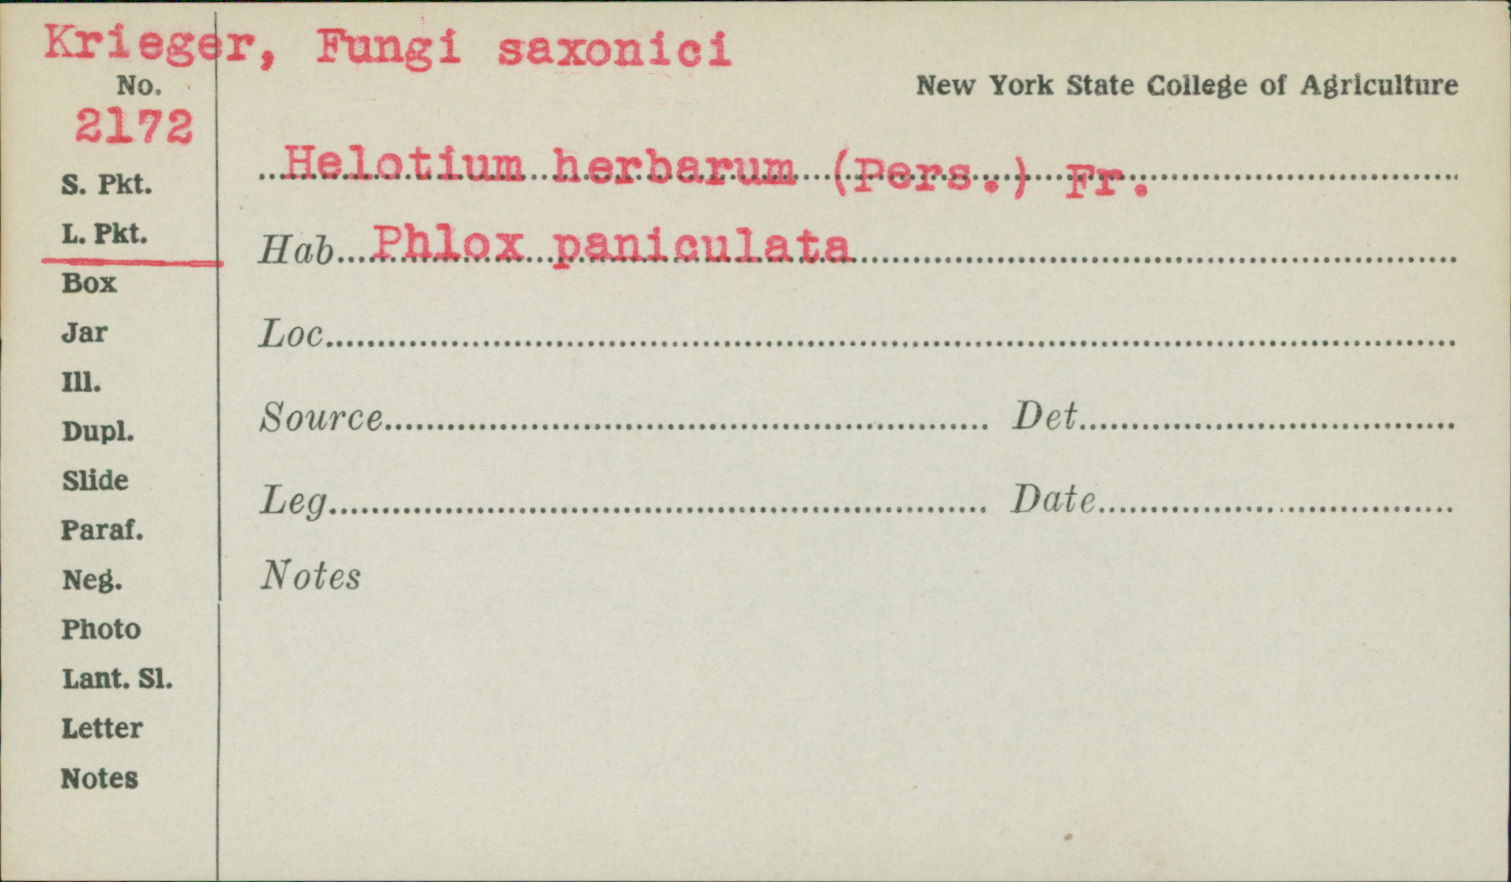 Krieger, Fungi saxonici
No.
2172
New York State College of Agriculture
Helotium herbarum (Pers.) Fr.
S. Pkt.
L. Pkt.
Hab. Phlox paniculata
Box
Jar
Loc.
Ill.
Dupl.
Source Det.
Slide
Leg. Date
Paraf.
Neg.
Notes
Photo
Lant. Sl.
Letter
Notes